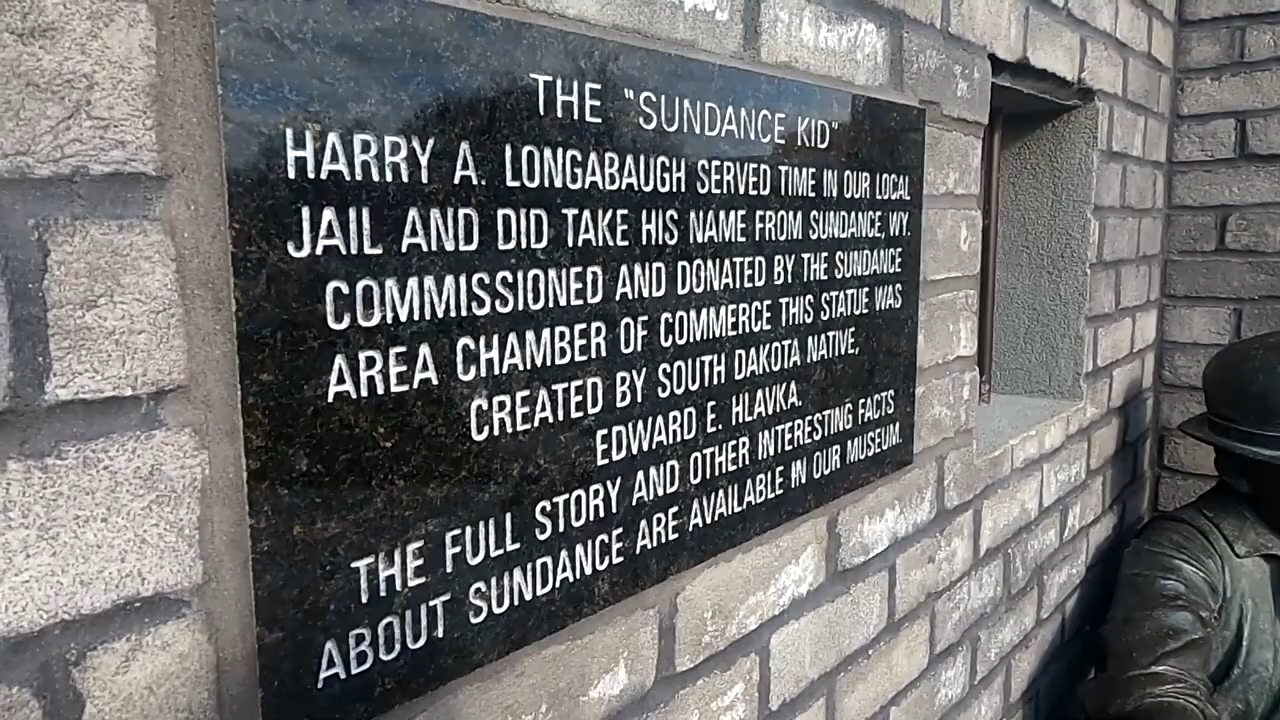 THE "SUNDANCE KID"
HARRY A. LONGABAUGH SERVED TIME IN OUR LOCAL
JAIL AND DID TAKE HIS NAME FROM SUNDANCE, WY.
COMMISSIONED AND DONATED BY THE SUNDANCE
AREA CHAMBER OF COMMERCE THIS STATUE WAS
CREATED BY SOUTH DAKOTA NATIVE,
EDWARD E. HLAVKA.
THE FULL STORY AND OTHER INTERESTING FACTS
ABOUT SUNDANCE ARE AVAILABLE IN OUR MUSEUM.